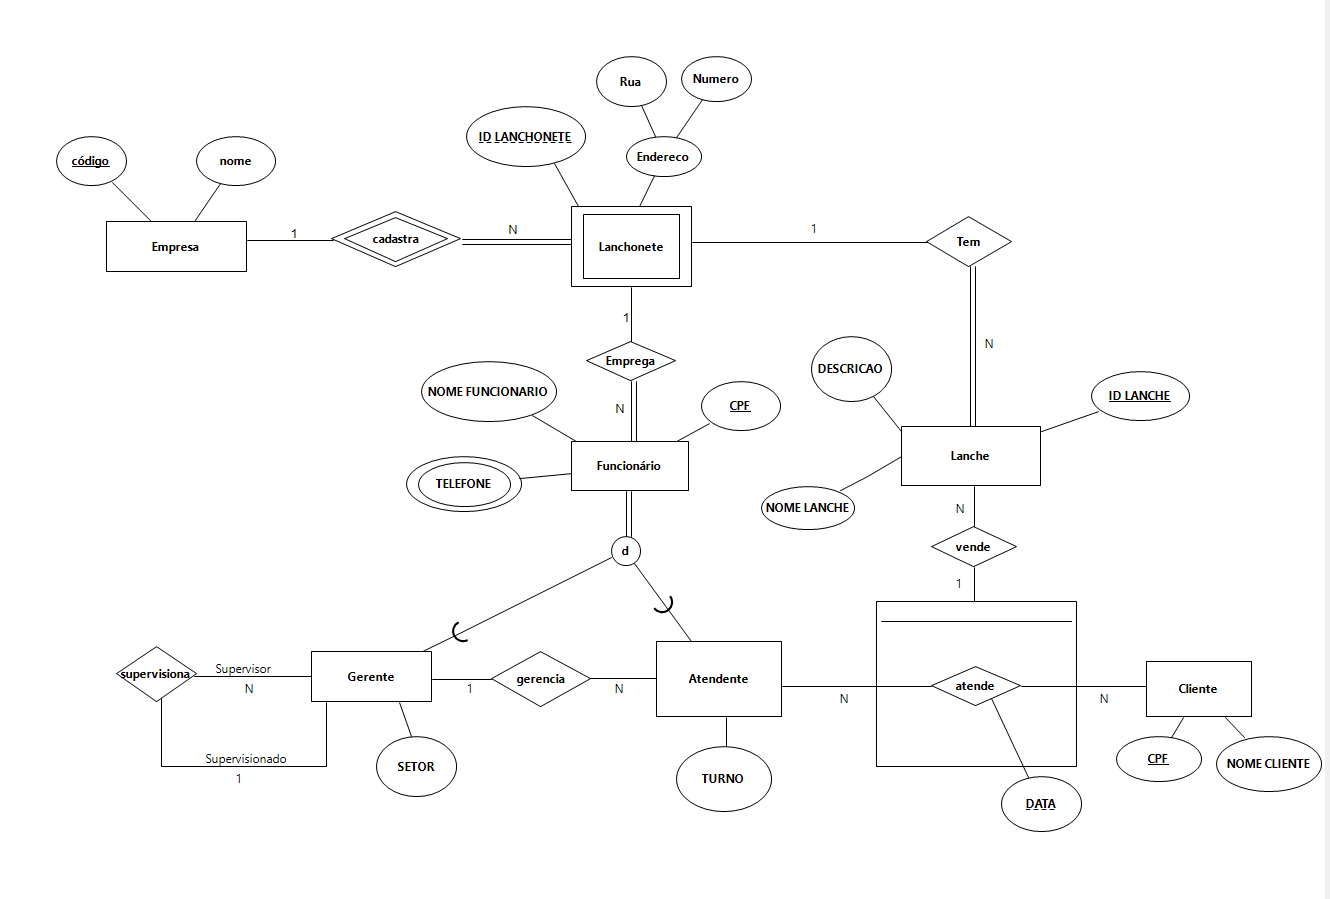 Rua
Numero
ID LANCHONETE
Endereco
código
nome
Empresa
1
cadastra
N
Lanchonete
1
Tem
1
Emprega
N
N
NOME FUNCIONARIO
CPF
DESCRICAO
ID LANCHE
Funcionário
TELEFONE
Lanche
NOME LANCHE
N
vende
1
d
supervisiona
Supervisor
N
Gerente
1
gerencia
N
Atendente
N
atende
N
Cliente
Supervisionado
1
SETOR
TURNO
CPF
NOME CLIENTE
DATA